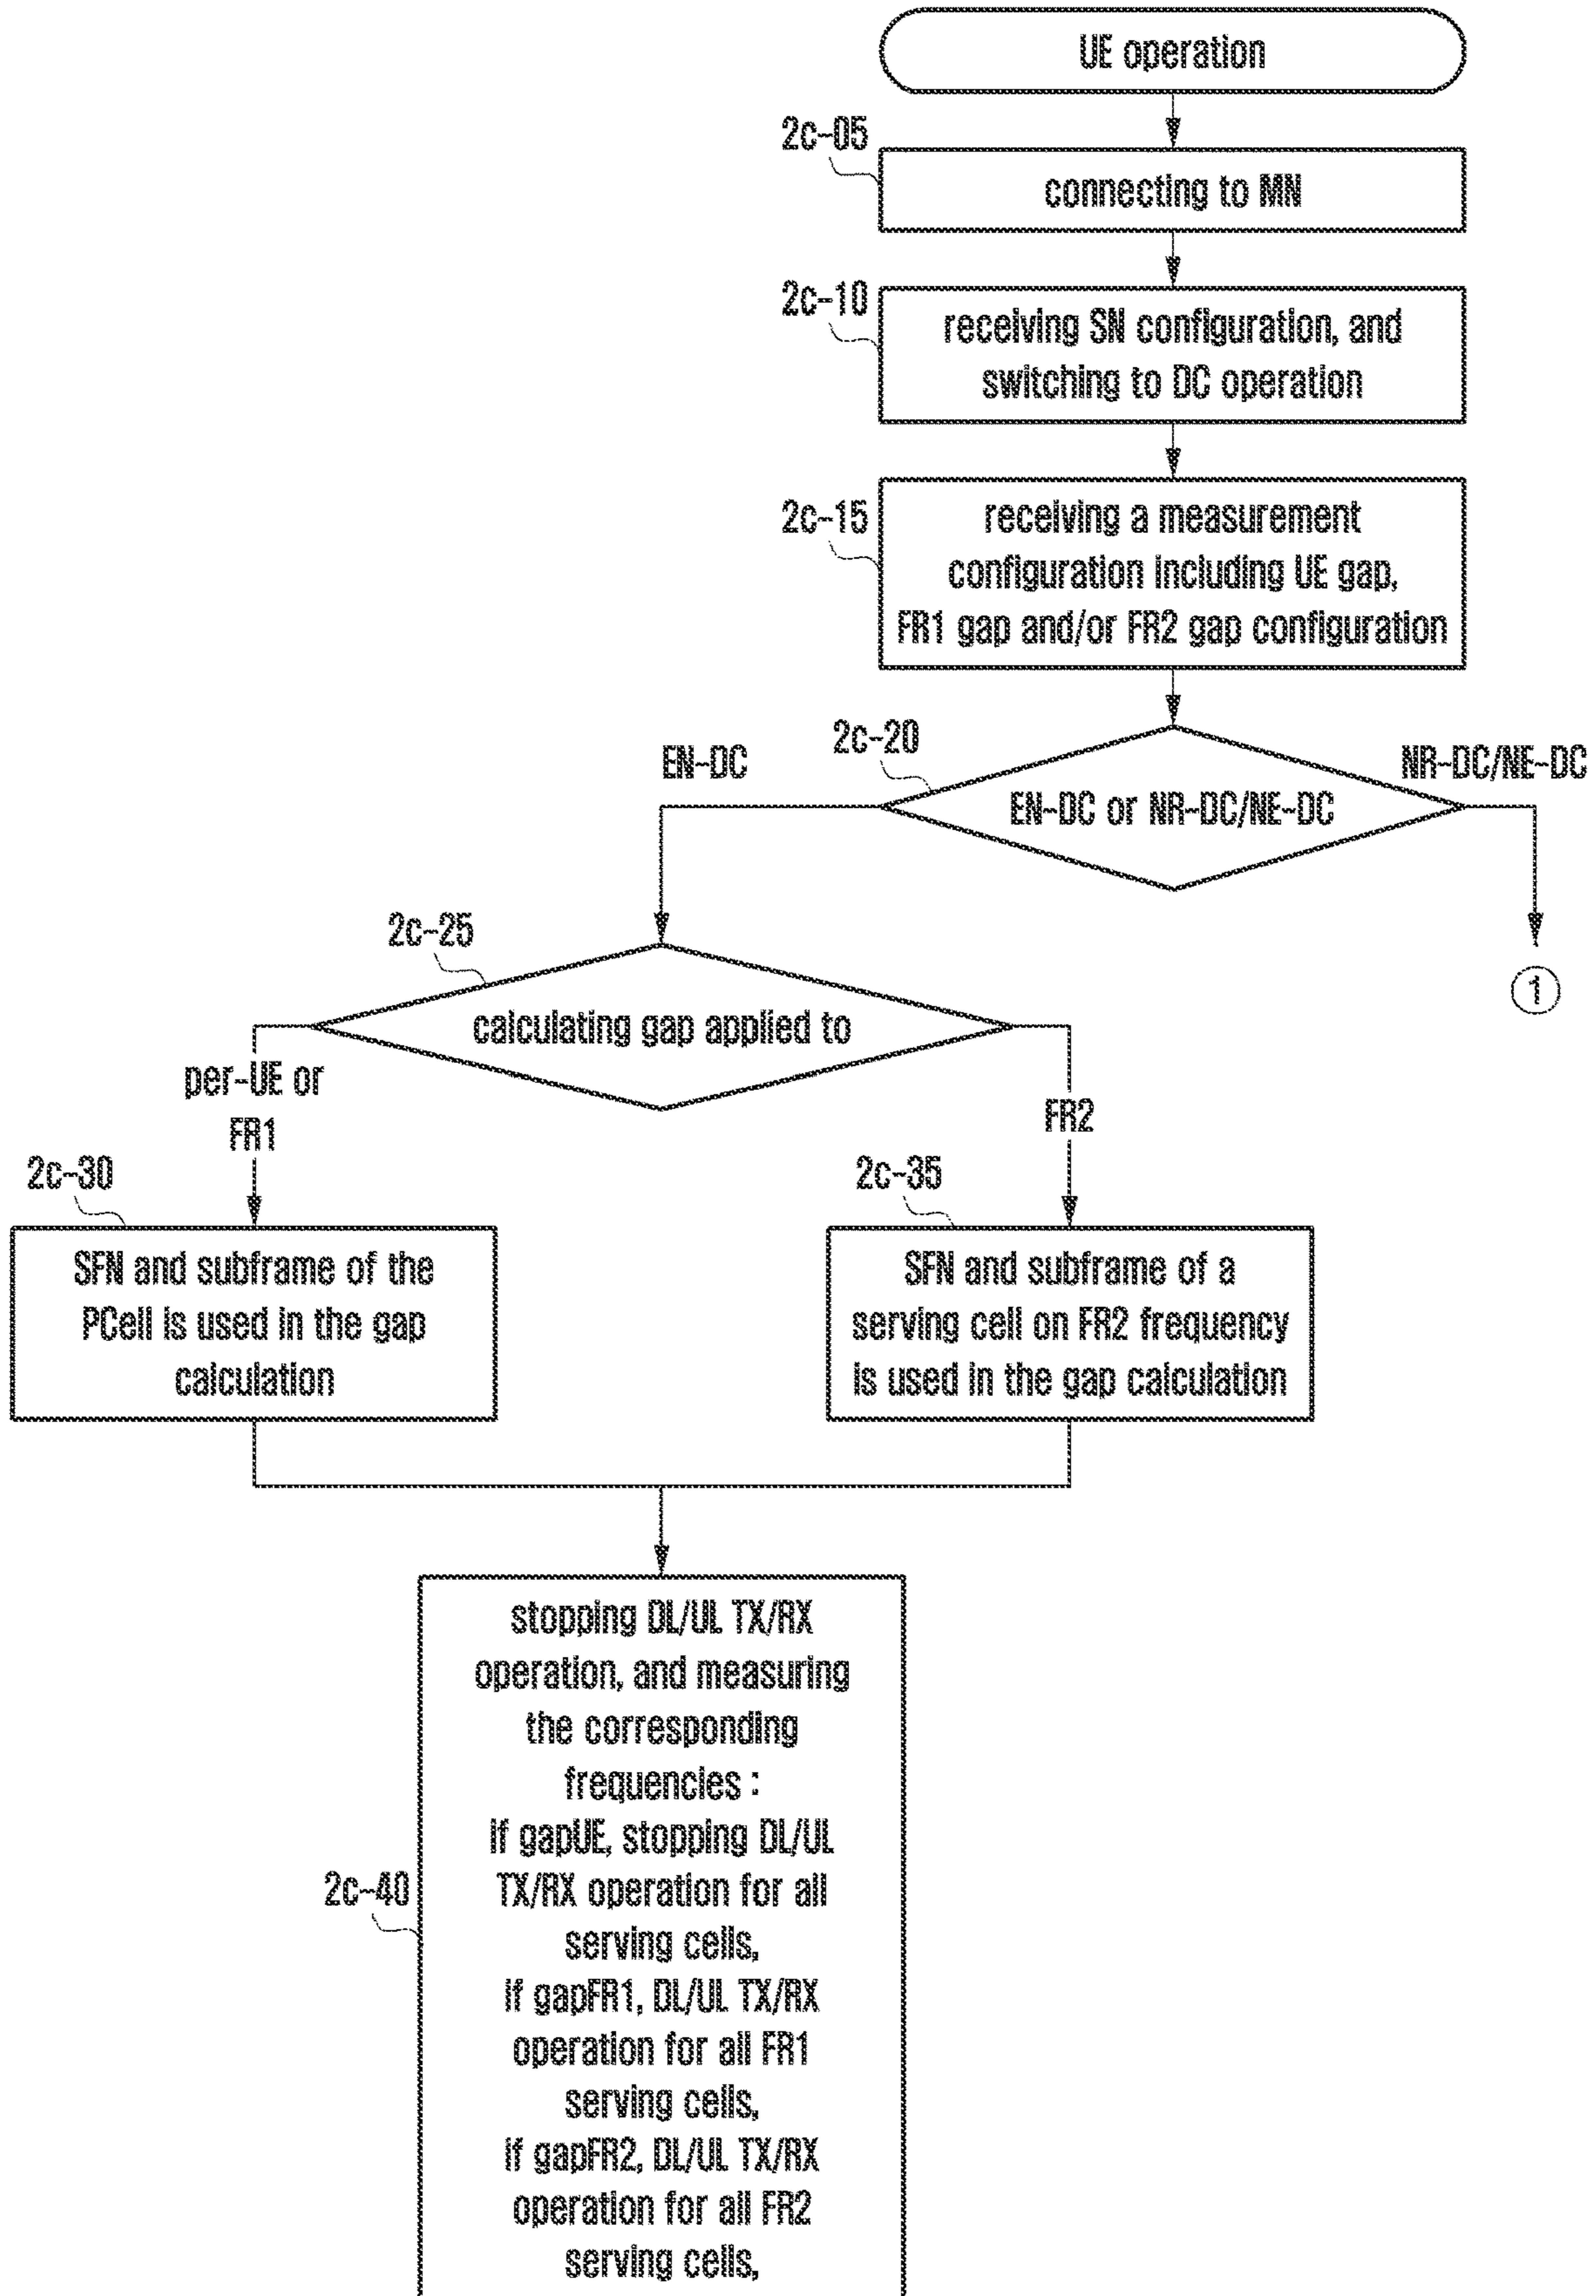 UE operation
2c-05
connecting to MN
2c-10
receiving SN configuration, and
switching to DC operation
2c-15
receiving a measurement
configuration including UE gap,
FR1 gap and/or FR2 gap configuration
2c-20
EN-DC
NR-DC/NE-DC
EN-DC or NR-DC/NE-DC
2c-25
1
calculating gap applied to
per-UE or
FR1
FR2
2c-30
SFN and subframe of the
PCell is used in the gap
calculation
2c-35
SFN and subframe of a
serving cell on FR2 frequency
is used in the gap calculation
2c-40
stopping DL/UL TX/RX
operation, and measuring
the corresponding
frequencies :
if gapUE, stopping DL/UL
TX/RX operation for all
serving cells,
if gapFR1, DL/UL TX/RX
operation for all FR1
serving cells,
if gapFR2, DL/UL TX/RX
operation for all FR2
serving cells,